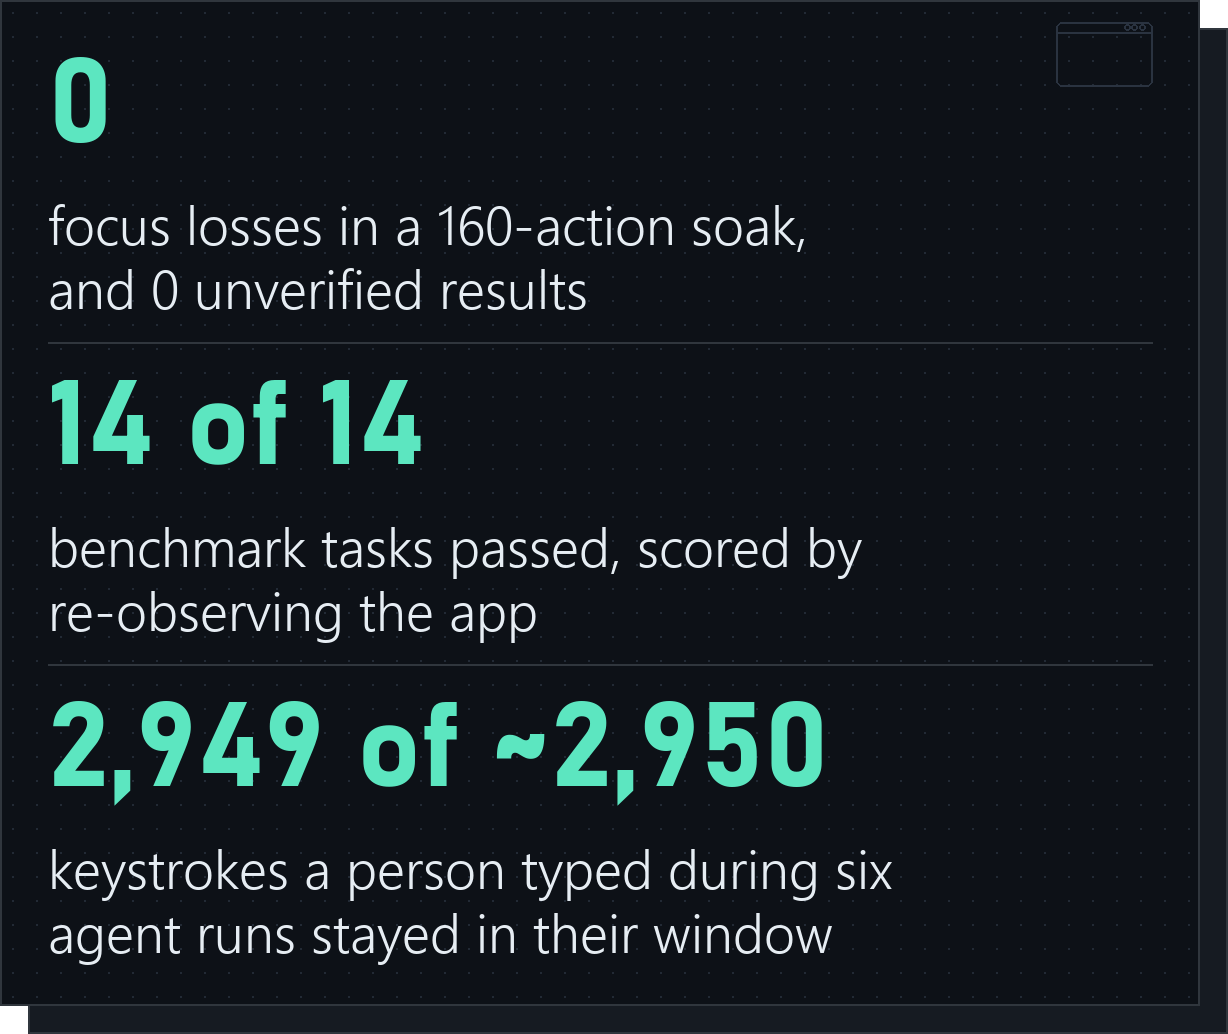 0
focus losses in a 160-action soak,
and 0 unverified results
14 of 14
benchmark tasks passed, scored by
re-observing the app
2,949 of ~2,950
keystrokes a person typed during six
agent runs stayed in their window